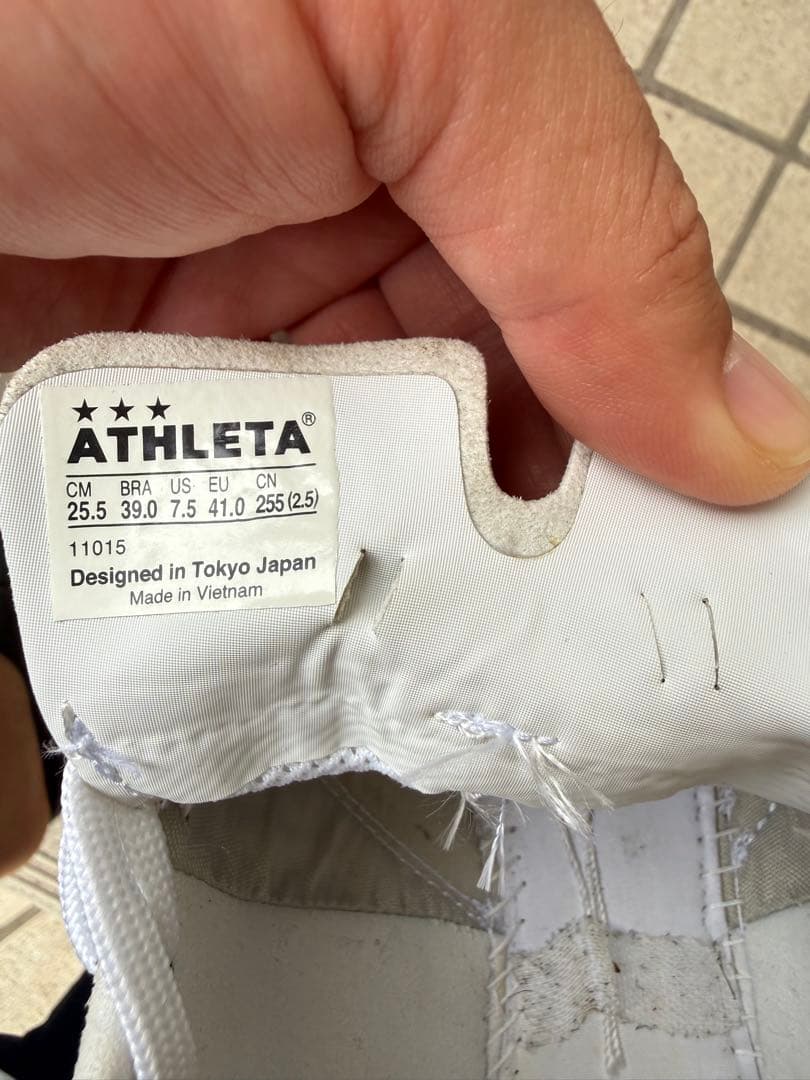 ★★★
ATHLETA®
CM BRA US EU CN
25.5 39.0 7.5 41.0 255 (2.5)
11015
Designed in Tokyo Japan
Made in Vietnam